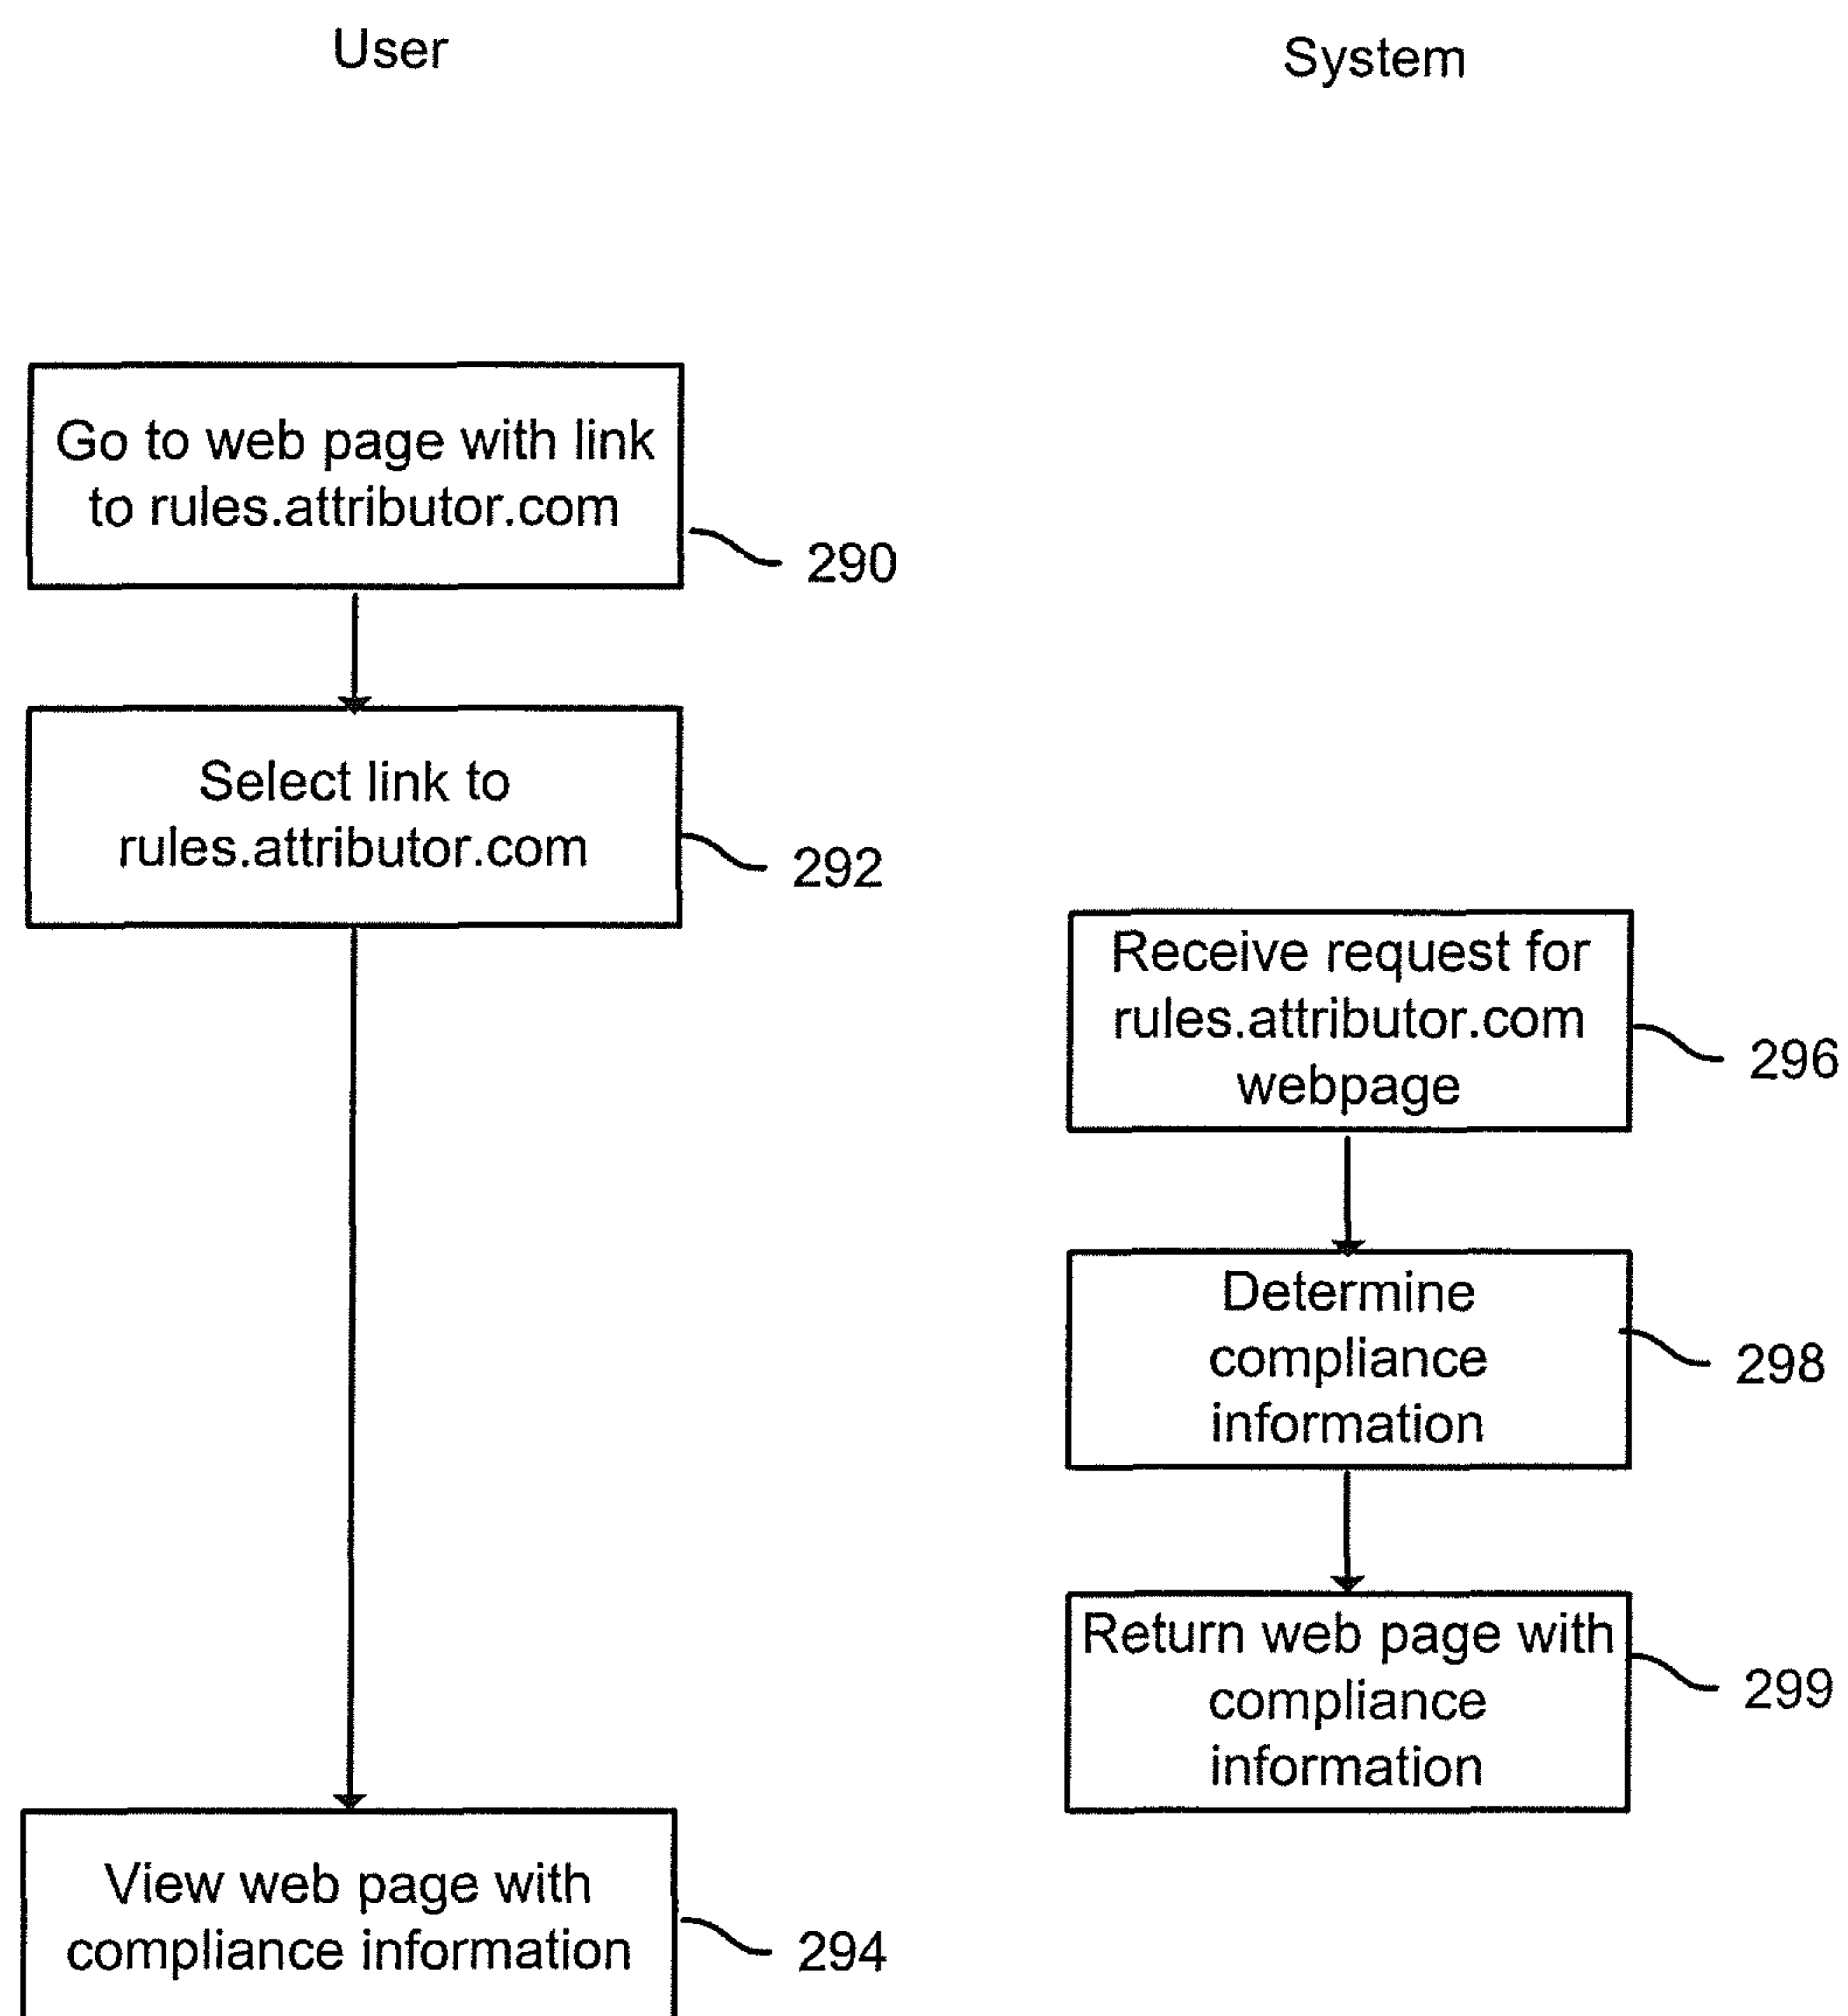 User
System
Go to web page with link
to rules.attributor.com
290
Select link to
rules.attributor.com
292
Receive request for
rules.attributor.com
webpage
296
Determine
compliance
information
298
Return web page with
compliance
information
299
View web page with
compliance information
294